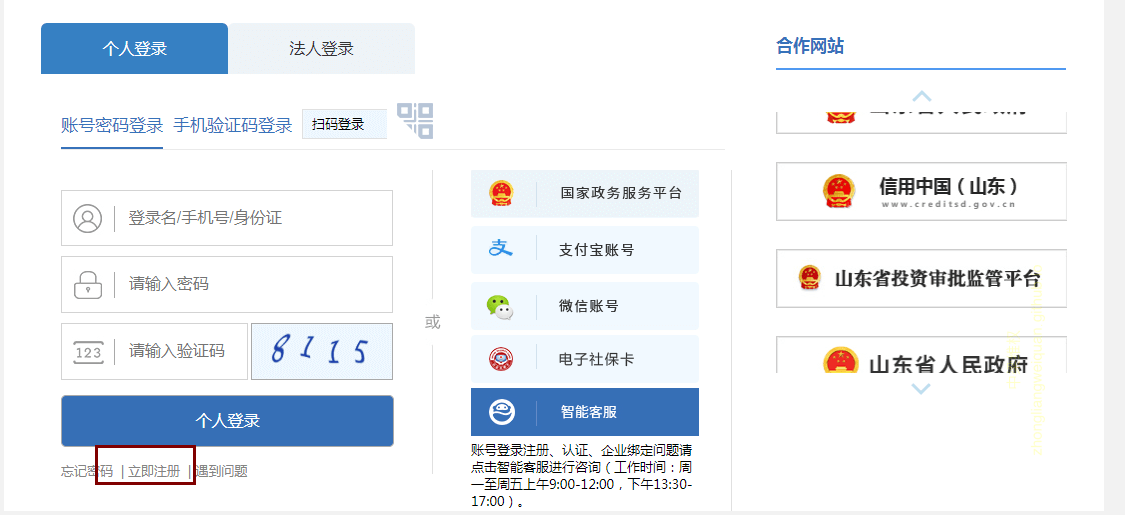 个人登录
法人登录
账号密码登录
手机验证码登录
扫码登录
登录名/手机号/身份证
请输入密码
123
请输入验证码
8115
个人登录
忘记密码 | 立即注册 | 遇到问题
或
国家政务服务平台
支付宝账号
微信账号
电子社保卡
智能客服
账号登录注册、认证、企业绑定问题请
点击智能客服进行咨询（工作时间：周
一至周五上午9:00-12:00，下午13:30-
17:00）。
合作网站
信用中国（山东）
www.creditsd.gov.cn
山东省投资审批监管平台
山东省人民政府